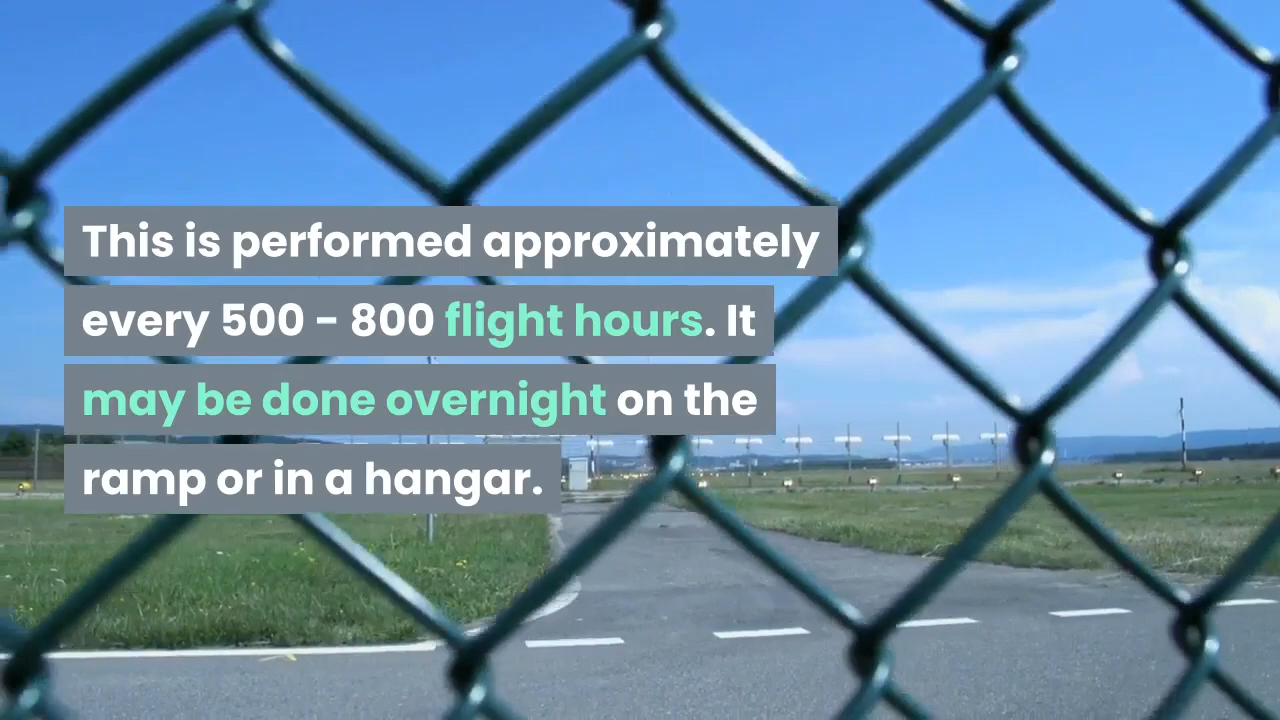 This is performed approximately
every 500 - 800 flight hours. It
may be done overnight on the
ramp or in a hangar.